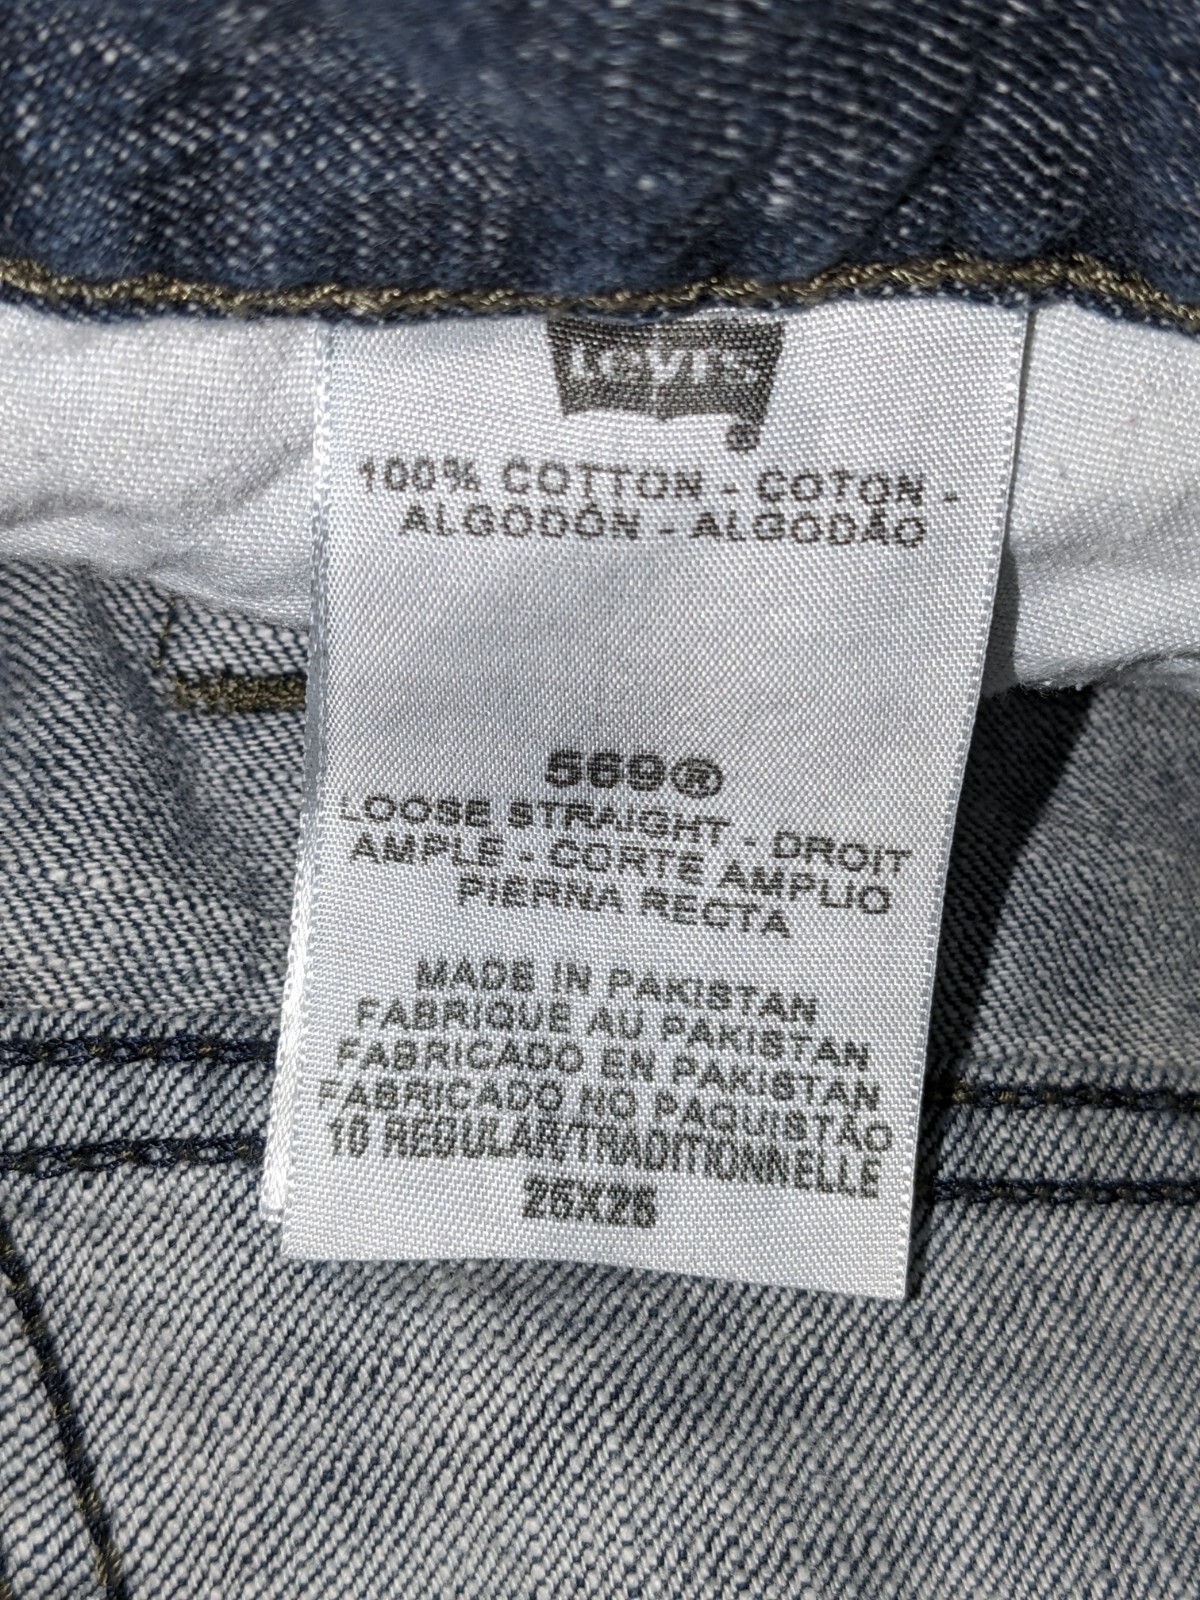 Levi's
®
100% COTTON - COTON -
ALGODÓN - ALGODÃO
569®
LOOSE STRAIGHT - DROIT
AMPLE - CORTE AMPLIO
PIERNA RECTA
MADE IN PAKISTAN
FABRIQUE AU PAKISTAN
FABRICADO EN PAKISTAN
FABRICADO NO PAQUISTÃO
10 REGULAR/TRADITIONNELLE
25X25